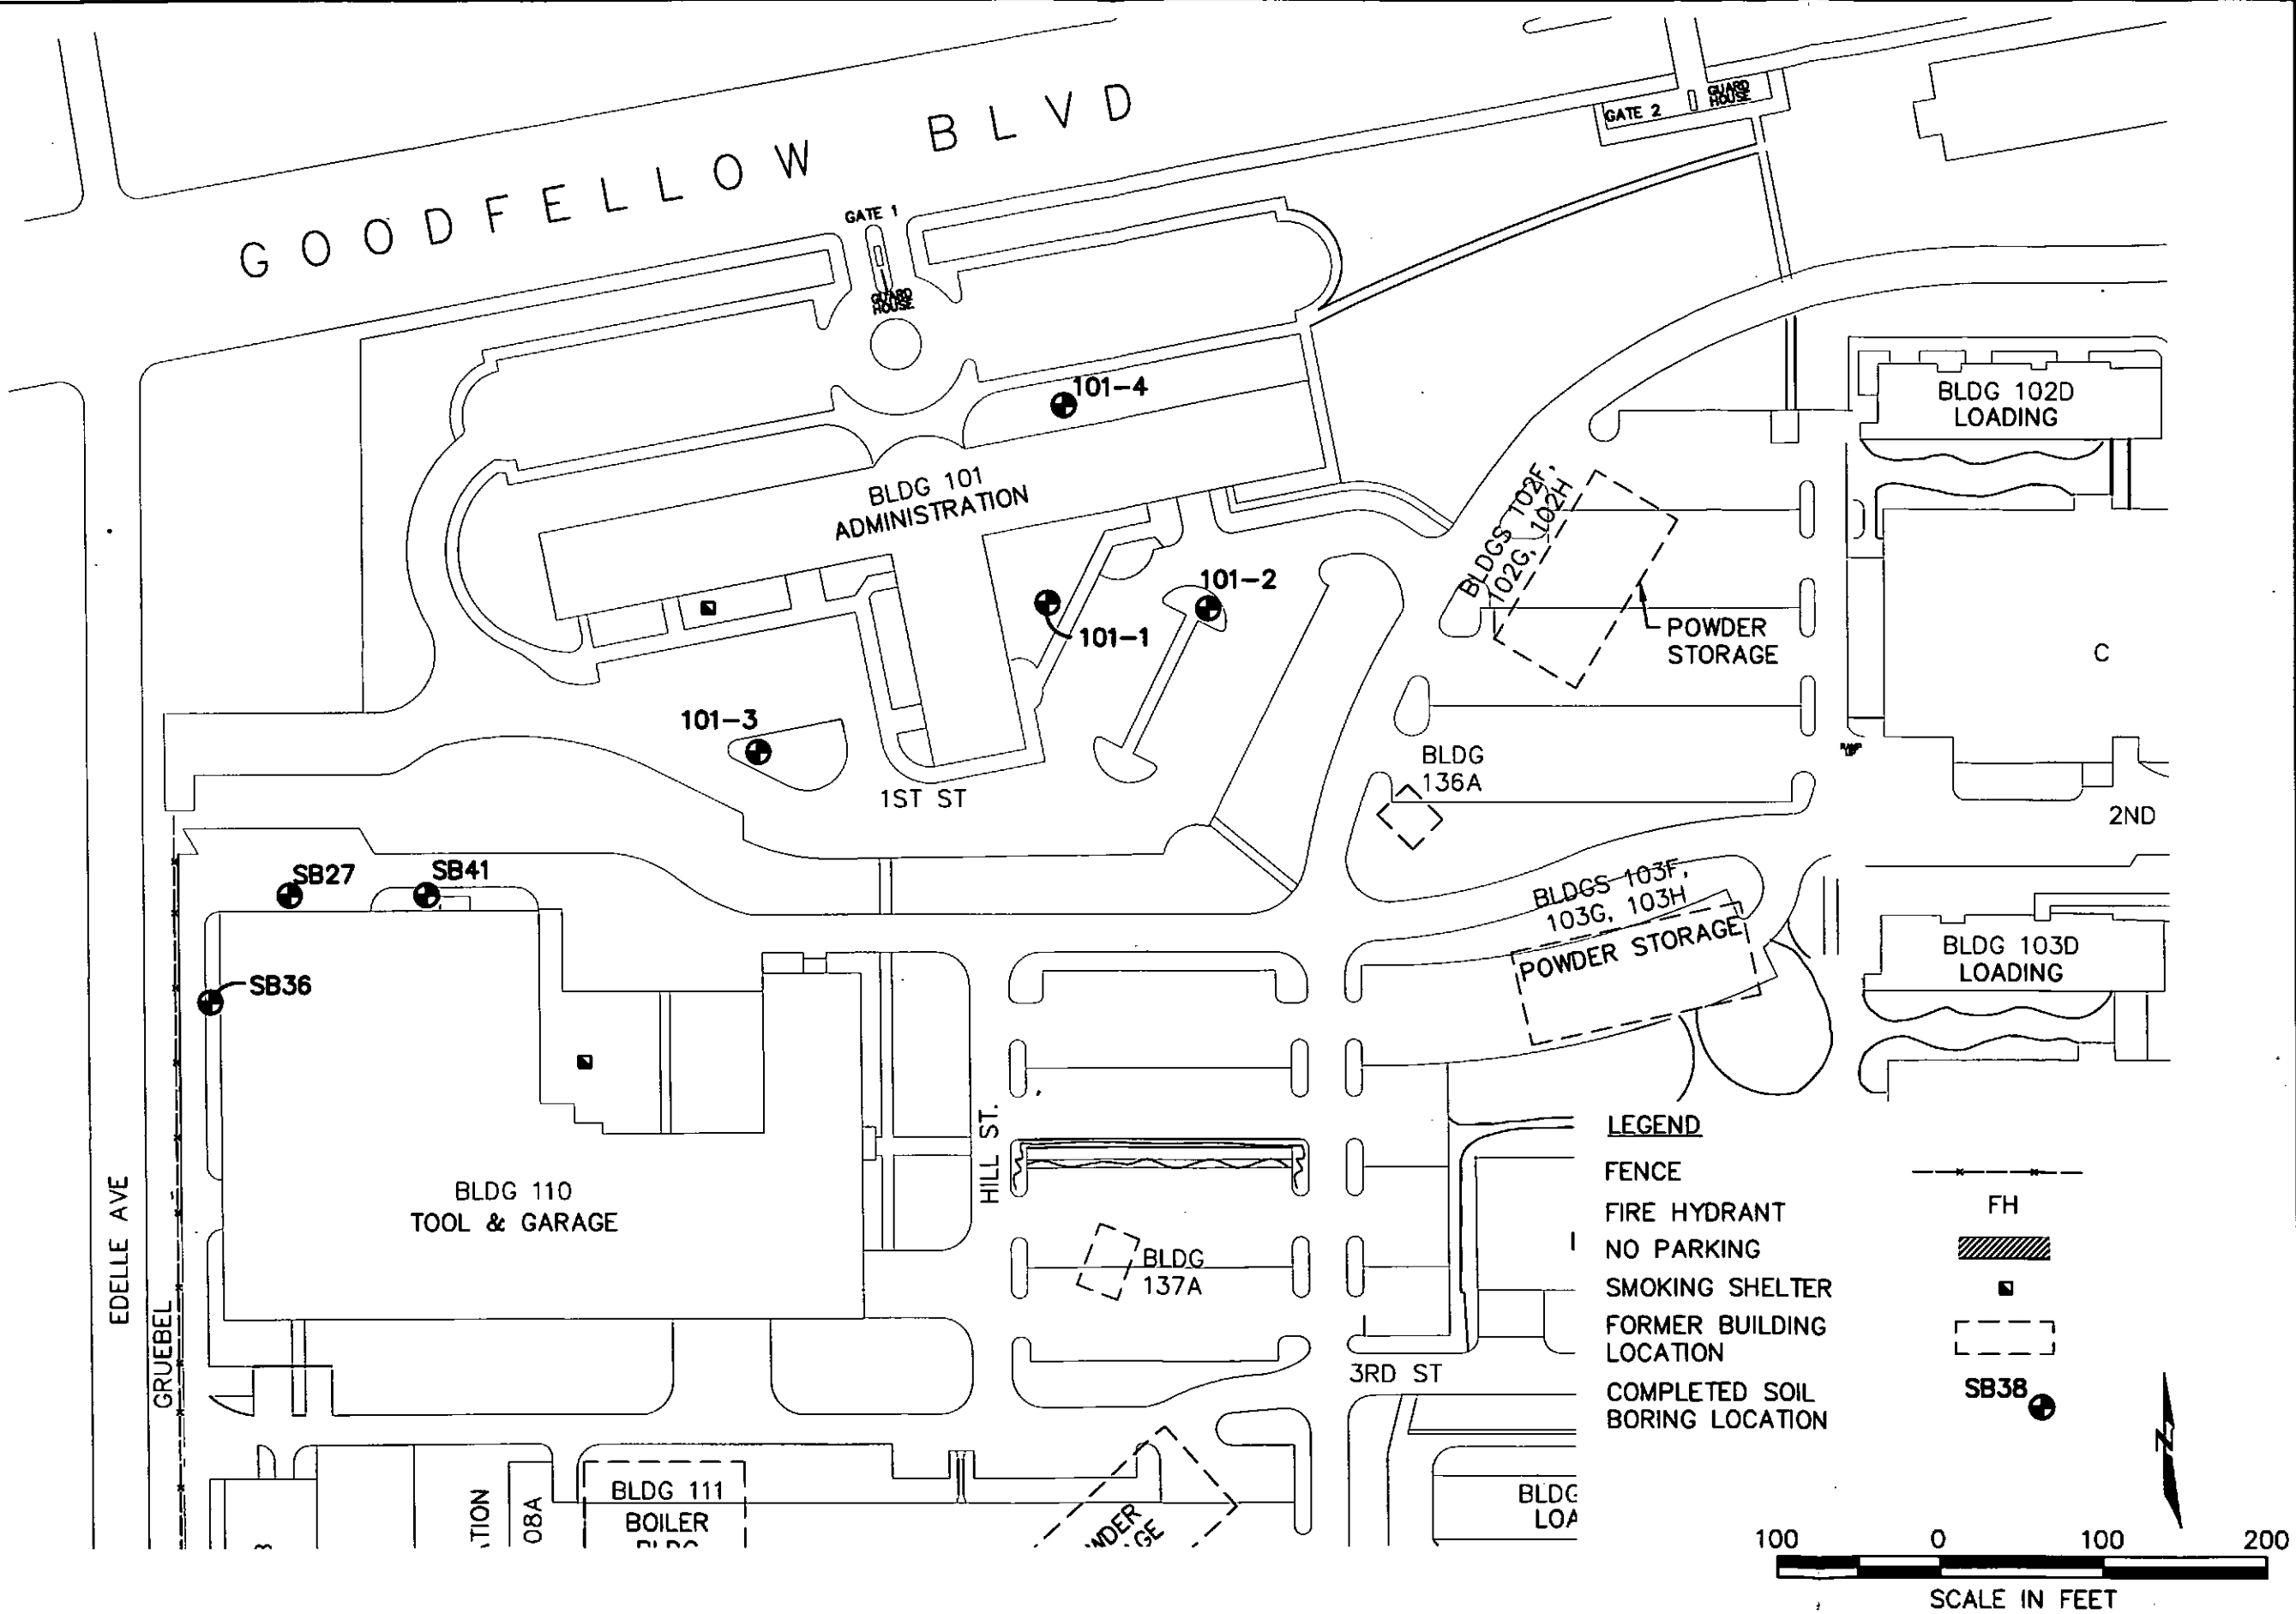 GOODFELLOW BLVD
GATE 2
GUARD
HOUSE
GATE 1
GUARD
HOUSE
101-4
BLDG 102D
LOADING
BLDG 101
ADMINISTRATION
BLDGS 102F,
102G, 102H
101-2
101-1
POWDER
STORAGE
C
101-3
BLDG
136A
1ST ST
2ND
SB27
SB41
BLDGS 103F,
103G, 103H
POWDER STORAGE
BLDG 103D
LOADING
SB36
HILL ST.
BLDG 110
TOOL & GARAGE
EDELLE AVE
GRUEBEL
BLDG
137A
3RD ST
LEGEND
FENCE
FIRE HYDRANT
FH
NO PARKING
SMOKING SHELTER
FORMER BUILDING
LOCATION
COMPLETED SOIL
BORING LOCATION
SB38
N
BLDG 111
BOILER
08A
100 0 100 200
SCALE IN FEET